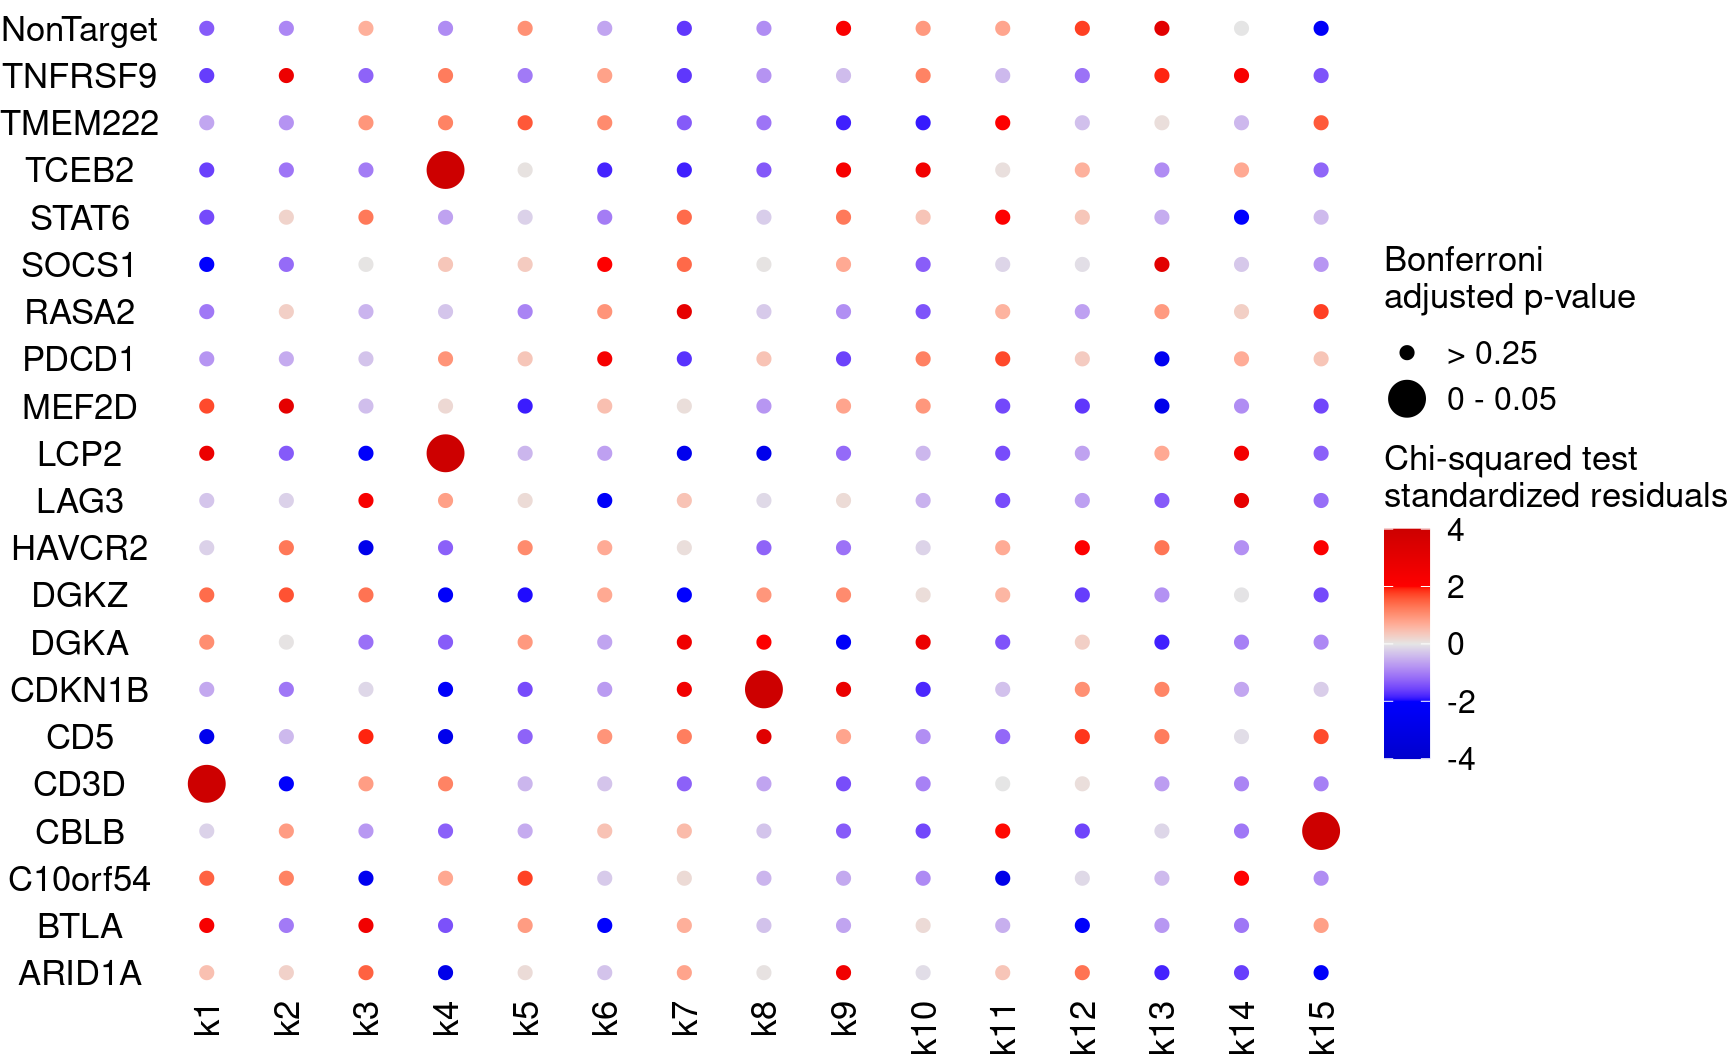 NonTarget
TNFRSF9
TMEM222
TCEB2
STAT6
SOCS1
RASA2
PDCD1
MEF2D
LCP2
LAG3
HAVCR2
DGKZ
DGKA
CDKN1B
CD5
CD3D
CBLB
C10orf54
BTLA
ARID1A
k1 k2 k3 k4 k5 k6 k7 k8 k9 k10 k11 k12 k13 k14 k15
Bonferroni
adjusted p-value
> 0.25
0 - 0.05
Chi-squared test
standardized residuals
4
2
0
-2
-4